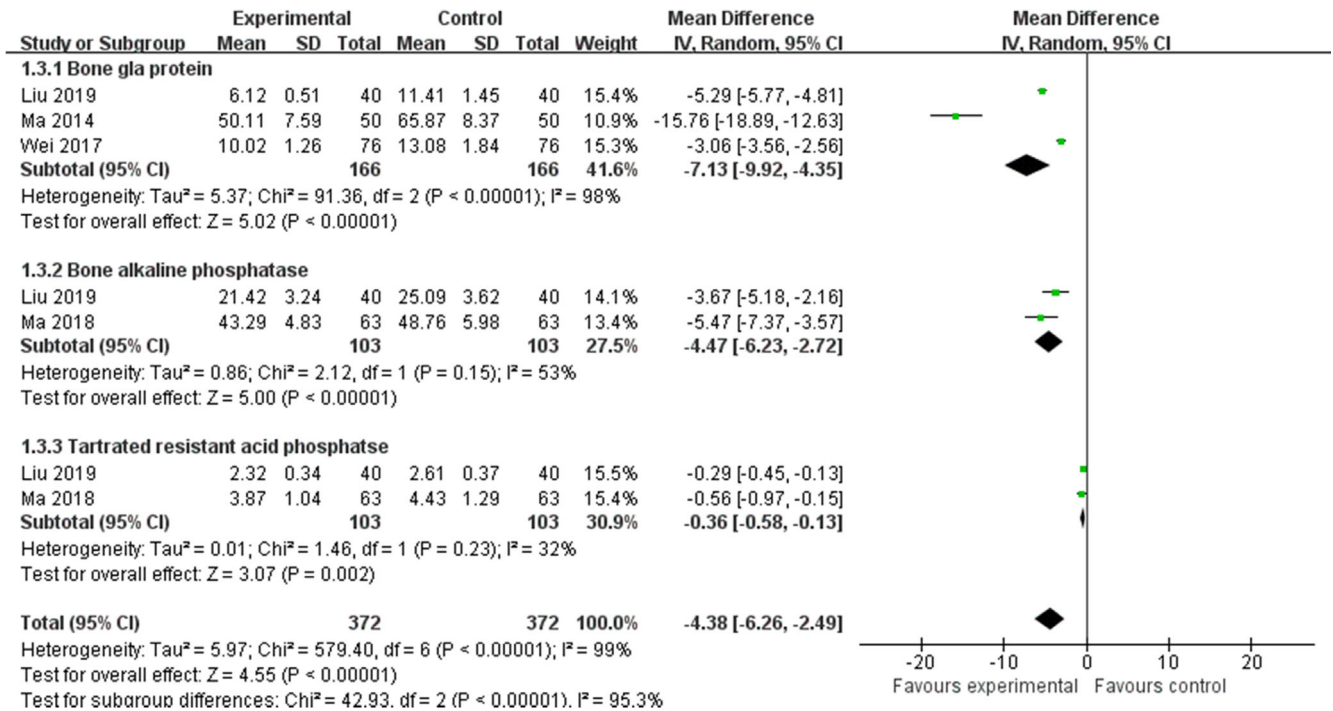 Experimental Control Mean Difference Mean Difference
Study or Subgroup Mean SD Total Mean SD Total Weight IV, Random, 95% CI IV, Random, 95% CI
1.3.1 Bone gla protein
Liu 2019 6.12 0.51 40 11.41 1.45 40 15.4% -5.29 [-5.77, -4.81]
Ma 2014 50.11 7.59 50 65.87 8.37 50 10.9% -15.76 [-18.89, -12.63]
Wei 2017 10.02 1.26 76 13.08 1.84 76 15.3% -3.06 [-3.56, -2.56]
Subtotal (95% CI) 166 166 41.6% -7.13 [-9.92, -4.35]
Heterogeneity: Tau² = 5.37; Chi² = 91.36, df = 2 (P < 0.00001); I² = 98%
Test for overall effect: Z = 5.02 (P < 0.00001)
1.3.2 Bone alkaline phosphatase
Liu 2019 21.42 3.24 40 25.09 3.62 40 14.1% -3.67 [-5.18, -2.16]
Ma 2018 43.29 4.83 63 48.76 5.98 63 13.4% -5.47 [-7.37, -3.57]
Subtotal (95% CI) 103 103 27.5% -4.47 [-6.23, -2.72]
Heterogeneity: Tau² = 0.86; Chi² = 2.12, df = 1 (P = 0.15); I² = 53%
Test for overall effect: Z = 5.00 (P < 0.00001)
1.3.3 Tartrated resistant acid phosphatse
Liu 2019 2.32 0.34 40 2.61 0.37 40 15.5% -0.29 [-0.45, -0.13]
Ma 2018 3.87 1.04 63 4.43 1.29 63 15.4% -0.56 [-0.97, -0.15]
Subtotal (95% CI) 103 103 30.9% -0.36 [-0.58, -0.13]
Heterogeneity: Tau² = 0.01; Chi² = 1.46, df = 1 (P = 0.23); I² = 32%
Test for overall effect: Z = 3.07 (P = 0.002)
Total (95% CI) 372 372 100.0% -4.38 [-6.26, -2.49]
Heterogeneity: Tau² = 5.97; Chi² = 579.40, df = 6 (P < 0.00001); I² = 99%
Test for overall effect: Z = 4.55 (P < 0.00001)
Test for subgroup differences: Chi² = 42.93, df = 2 (P < 0.00001), I² = 95.3%
-20 -10 0 10 20
Favours experimental Favours control